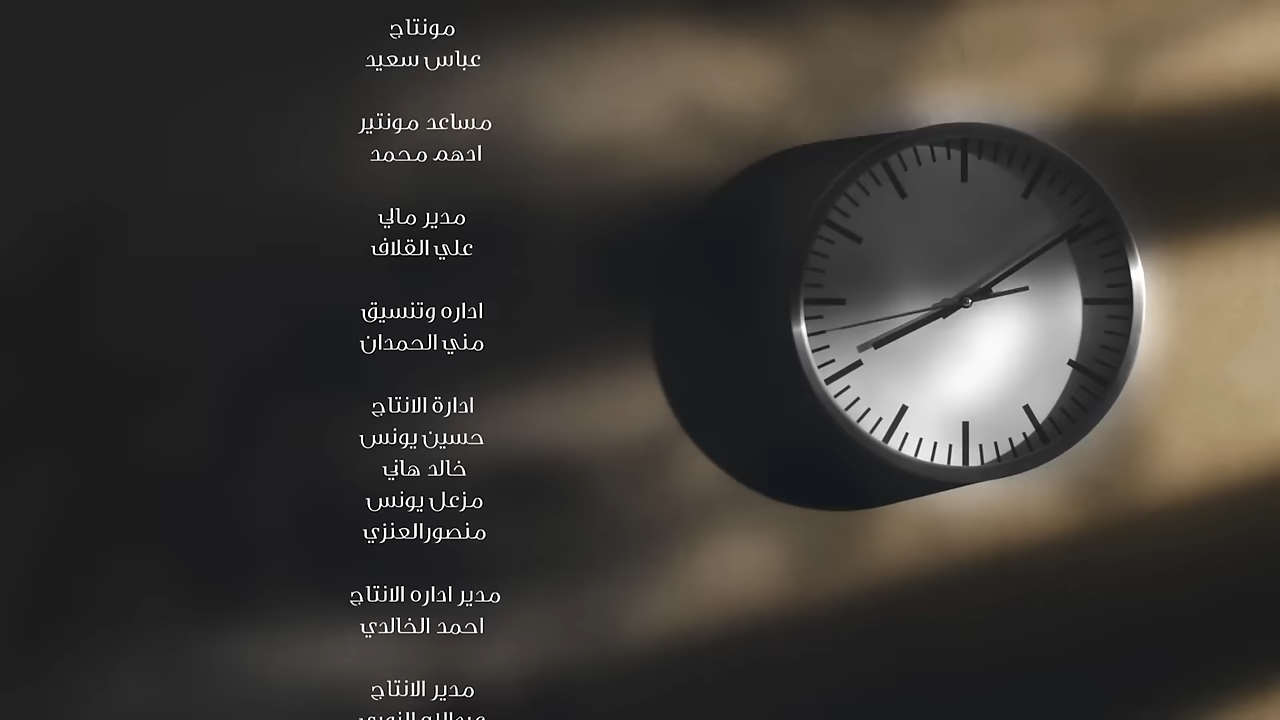 مونتاج
عباس سعيد
مساعد مونتير
ادهم محمد
مدير مالي
علي القلاف
اداره وتنسيق
مني الحمدان
ادارة الانتاج
حسين يونس
خالد هاني
مزعل يونس
منصورالعنزي
مدير اداره الانتاج
احمد الخالدي
مدير الانتاج